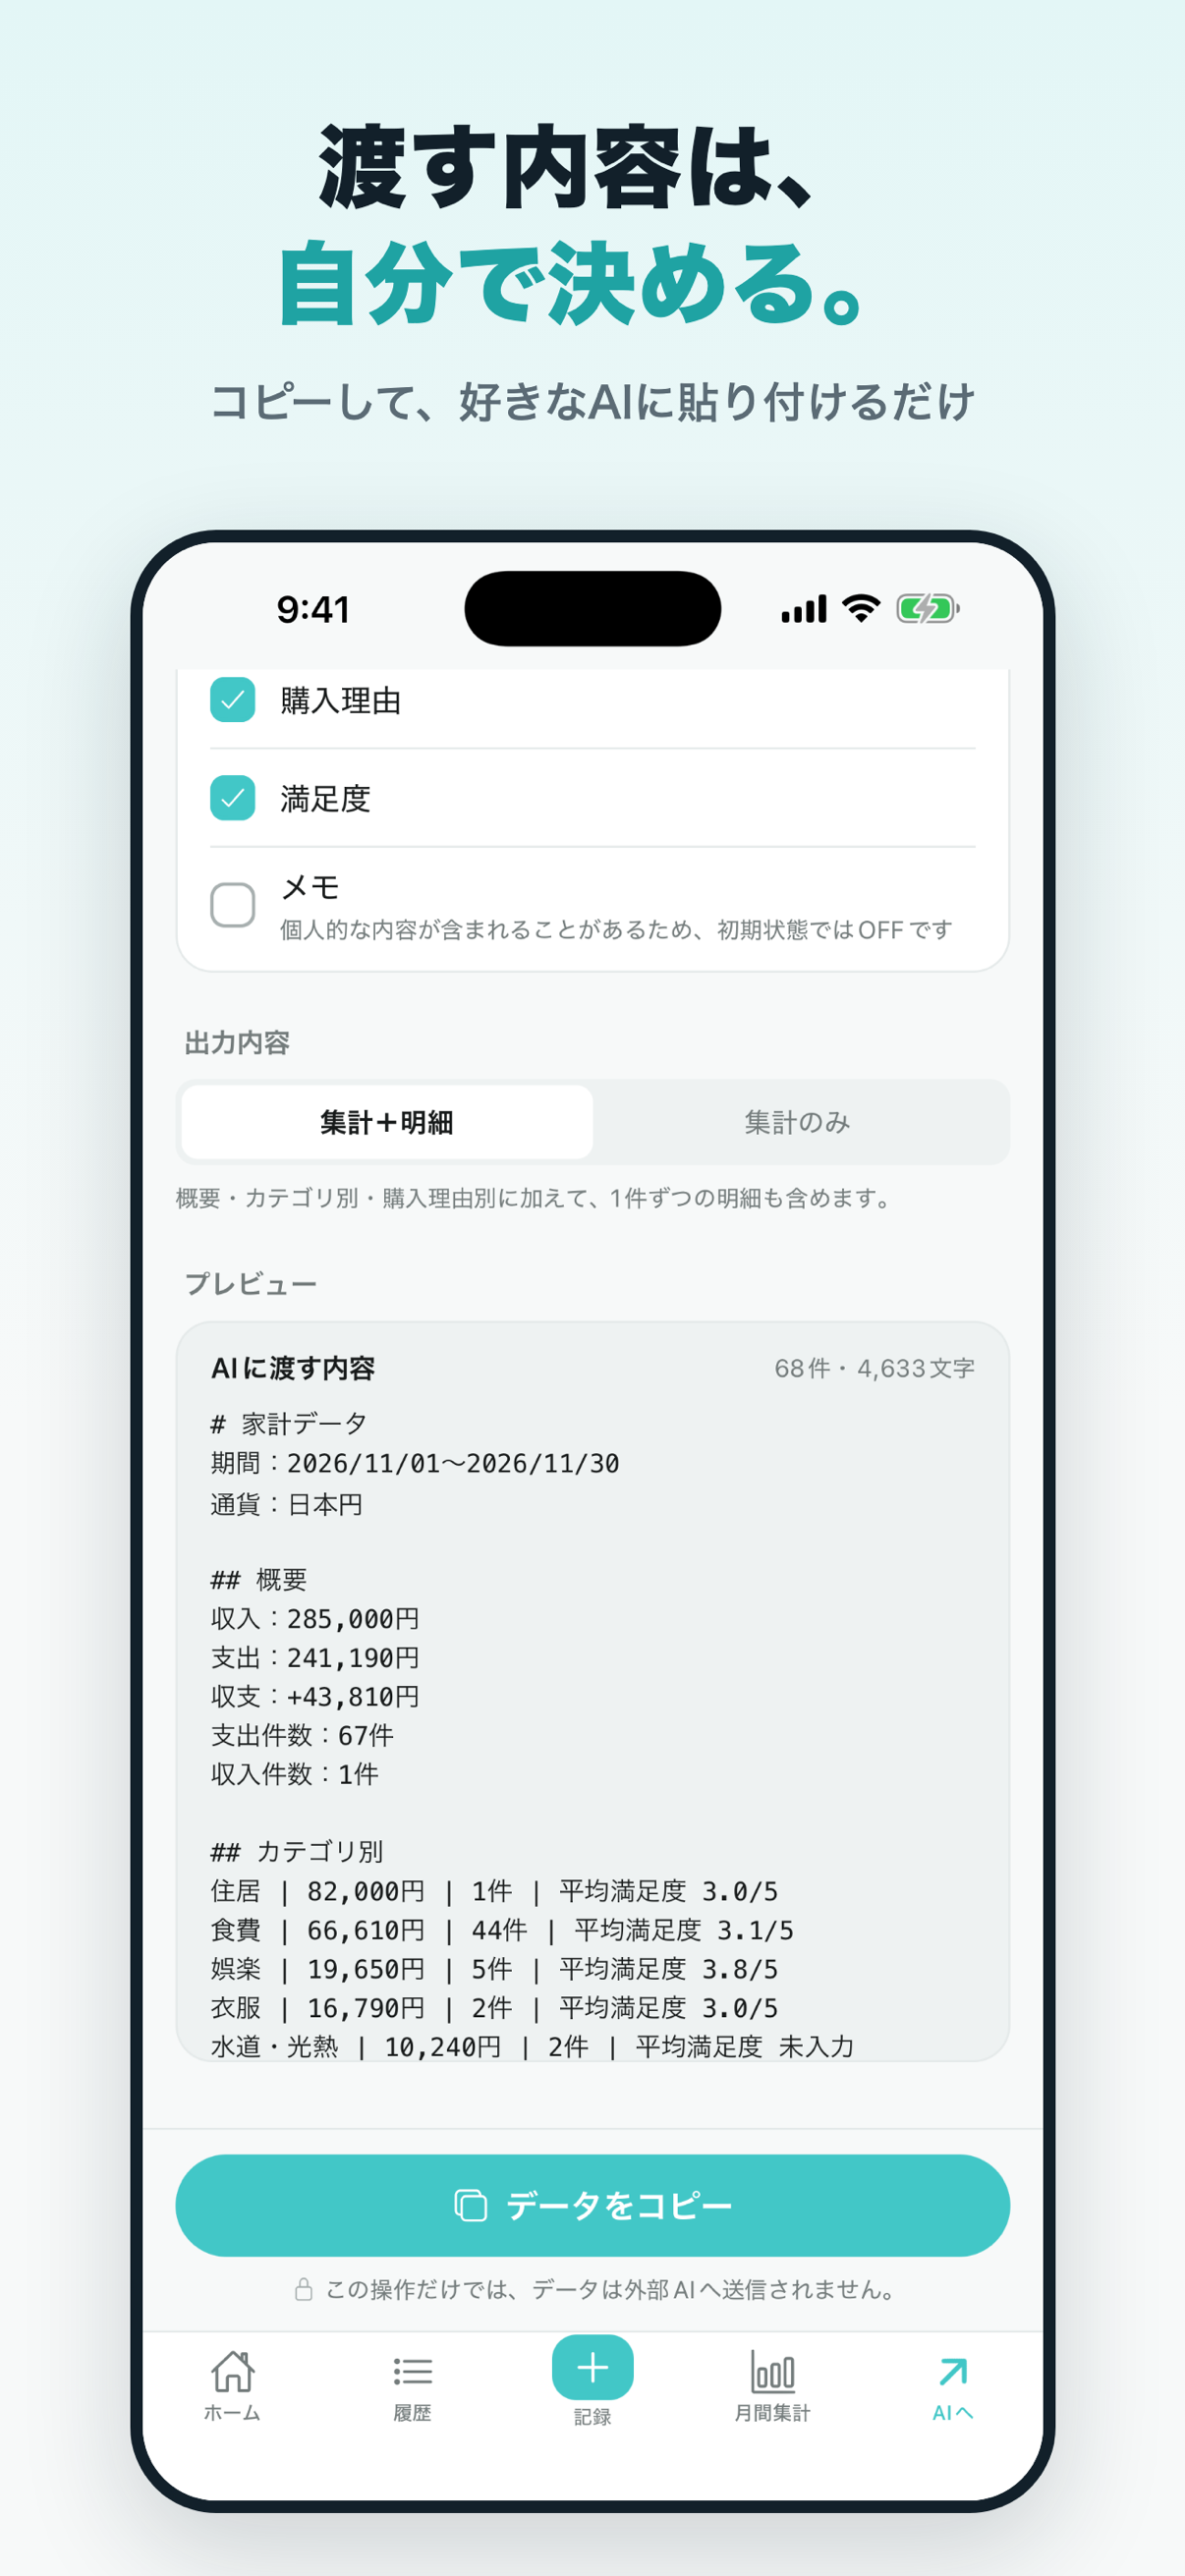 渡す内容は、
自分で決める。
コピーして、好きなAIに貼り付けるだけ
9:41
購入理由
満足度
メモ
個人的な内容が含まれることがあるため、初期状態ではOFFです
出力内容
集計＋明細
集計のみ
概要・カテゴリ別・購入理由別に加えて、1件ずつの明細も含めます。
プレビュー
AIに渡す内容
68件・4,633文字
# 家計データ
期間：2026/11/01〜2026/11/30
通貨：日本円
## 概要
収入：285,000円
支出：241,190円
収支：+43,810円
支出件数：67件
収入件数：1件
## カテゴリ別
住居 | 82,000円 | 1件 | 平均満足度 3.0/5
食費 | 66,610円 | 44件 | 平均満足度 3.1/5
娯楽 | 19,650円 | 5件 | 平均満足度 3.8/5
衣服 | 16,790円 | 2件 | 平均満足度 3.0/5
水道・光熱 | 10,240円 | 2件 | 平均満足度 未入力
データをコピー
この操作だけでは、データは外部AIへ送信されません。
ホーム
履歴
記録
月間集計
AIへ